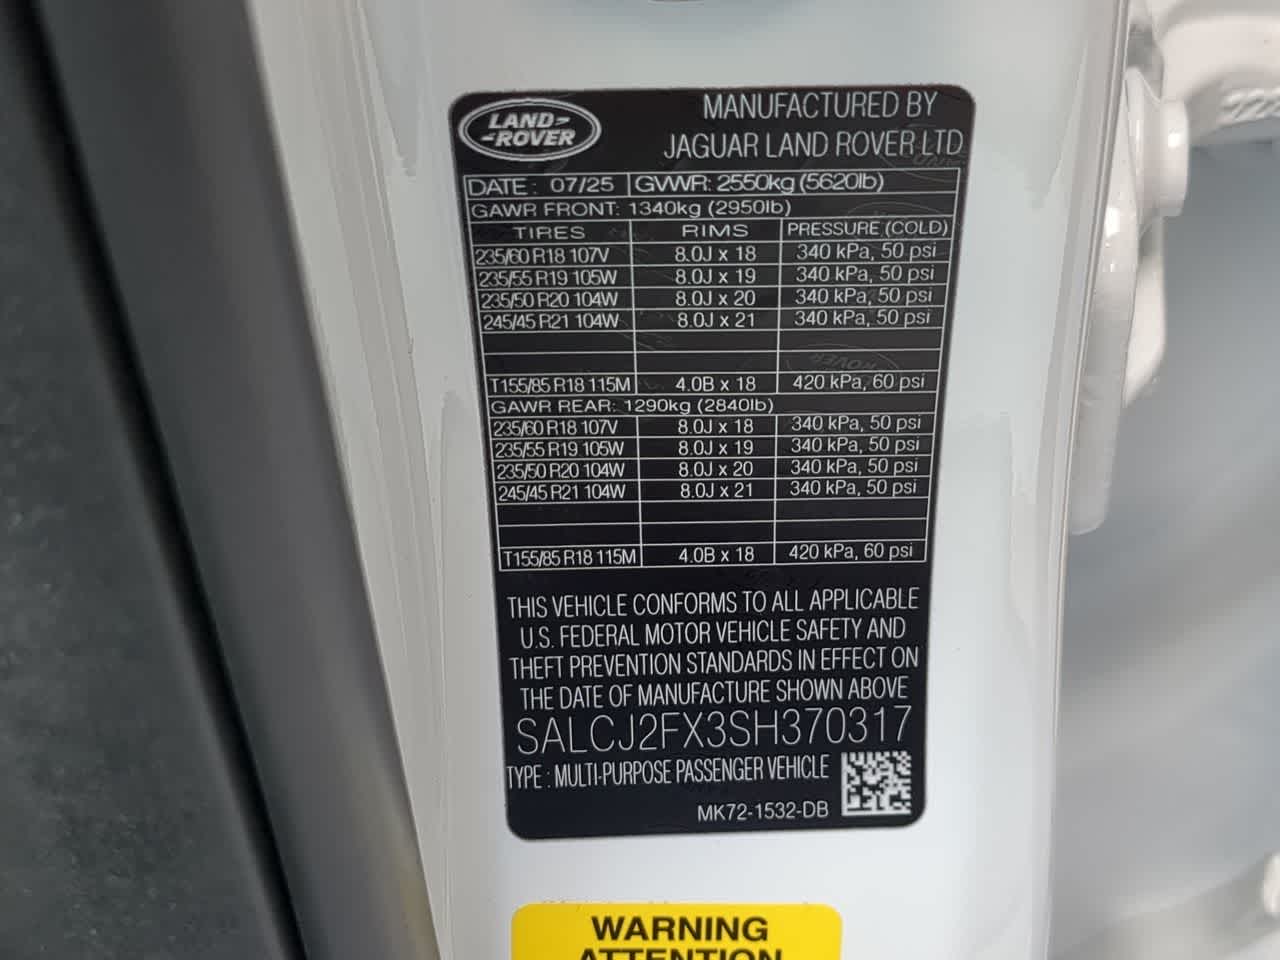 LAND
ROVER
MANUFACTURED BY
JAGUAR LAND ROVER LTD
DATE: 07/25 GVWR: 2550kg (5620lb)
GAWR FRONT: 1340kg (2950lb)
TIRES RIMS PRESSURE (COLD)
235/60 R18 107V 8.0J x 18 340 kPa, 50 psi
235/55 R19 105W 8.0J x 19 340 kPa, 50 psi
235/50 R20 104W 8.0J x 20 340 kPa, 50 psi
245/45 R21 104W 8.0J x 21 340 kPa, 50 psi
T155/85 R18 115M 4.0B x 18 420 kPa, 60 psi
GAWR REAR: 1290kg (2840lb)
235/60 R18 107V 8.0J x 18 340 kPa, 50 psi
235/55 R19 105W 8.0J x 19 340 kPa, 50 psi
235/50 R20 104W 8.0J x 20 340 kPa, 50 psi
245/45 R21 104W 8.0J x 21 340 kPa, 50 psi
T155/85 R18 115M 4.0B x 18 420 kPa, 60 psi
THIS VEHICLE CONFORMS TO ALL APPLICABLE
U.S. FEDERAL MOTOR VEHICLE SAFETY AND
THEFT PREVENTION STANDARDS IN EFFECT ON
THE DATE OF MANUFACTURE SHOWN ABOVE
SALCJ2FX3SH370317
TYPE : MULTI-PURPOSE PASSENGER VEHICLE
MK72-1532-DB
WARNING
ATTENTION